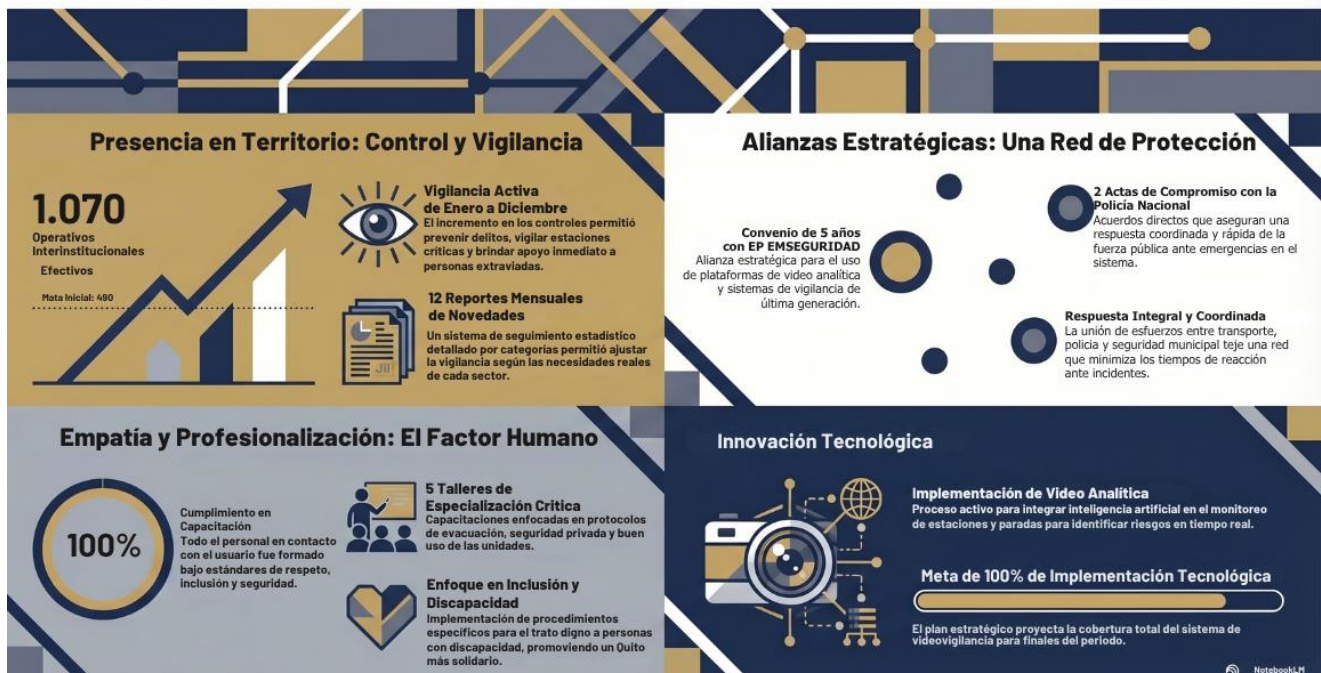 Presencia en Territorio: Control y Vigilancia
1.070
Operativos
Interinstitucionales
Efectivos
Mata Inicial: 490
Vigilancia Activa
de Enero a Diciembre
El incremento en los controles permitió
prevenir delitos, vigilar estaciones
críticas y brindar apoyo inmediato a
personas extraviadas.
12 Reportes Mensuales
de Novedades
Un sistema de seguimiento estadístico
detallado por categorías permitió ajustar
la vigilancia según las necesidades reales
de cada sector.
Alianzas Estratégicas: Una Red de Protección
Convenio de 5 años
con EP EMSEGURIDAD
Alianza estratégica para el uso
de plataformas de video analítica
y sistemas de vigilancia de
última generación.
2 Actas de Compromiso con la
Policía Nacional
Acuerdos directos que aseguran una
respuesta coordinada y rápida de la
fuerza pública ante emergencias en el
sistema.
Respuesta Integral y Coordinada
La unión de esfuerzos entre transporte,
policia y seguridad municipal teje una red
que minimiza los tiempos de reacción
ante incidentes.
Empatía y Profesionalización: El Factor Humano
100%
Cumplimiento en
Capacitación
Todo el personal en contacto
con el usuario fue formado
bajo estándares de respeto,
inclusión y seguridad.
5 Talleres de
Especialización Critica
Capacitaciones enfocadas en protocolos
de evacuación, seguridad privada y buen
uso de las unidades.
Enfoque en Inclusión y
Discapacidad
Implementación de procedimientos
específicos para el trato digno a personas
con discapacidad, promoviendo un Quito
más solidario.
Innovación Tecnológica
Implementación de Video Analítica
Proceso activo para integrar inteligencia artificial en el monitoreo
de estaciones y paradas para identificar riesgos en tiempo real.
Meta de 100% de Implementación Tecnológica
El plan estratégico proyecta la cobertura total del sistema de
videovigilancia para finales del periodo.
NotebookLM